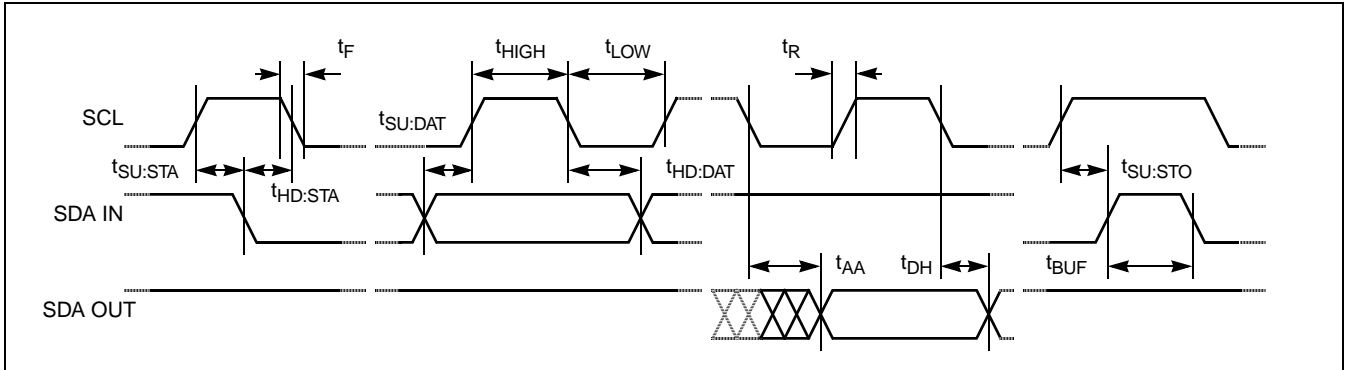 tF
tHIGH
tLOW
tR
SCL
tSU:DAT
tSU:STA
tHD:STA
tHD:DAT
tSU:STO
SDA IN
tAA
tDH
tBUF
SDA OUT